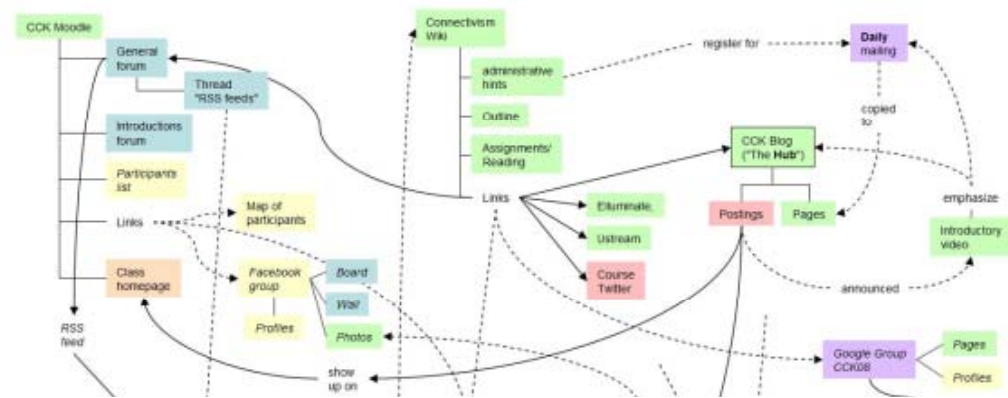 CCK Moodle
General
forum
Thread
"RSS feeds"
Introductions
forum
Participants
list
Links
Map of
participants
Class
homepage
Facebook
group
Board
Wall
Photos
Profiles
RSS
feed
show
up on
Connectivism
Wiki
administrative
hints
Outline
Assignments/
Reading
Links
Elluminate,
Ustream
Course
Twitter
register for
Daily
mailing
copied
to
CCK Blog
("The Hub")
Postings
Pages
emphasize
Introductory
video
announced
Google Group
CCK08
Pages
Profiles